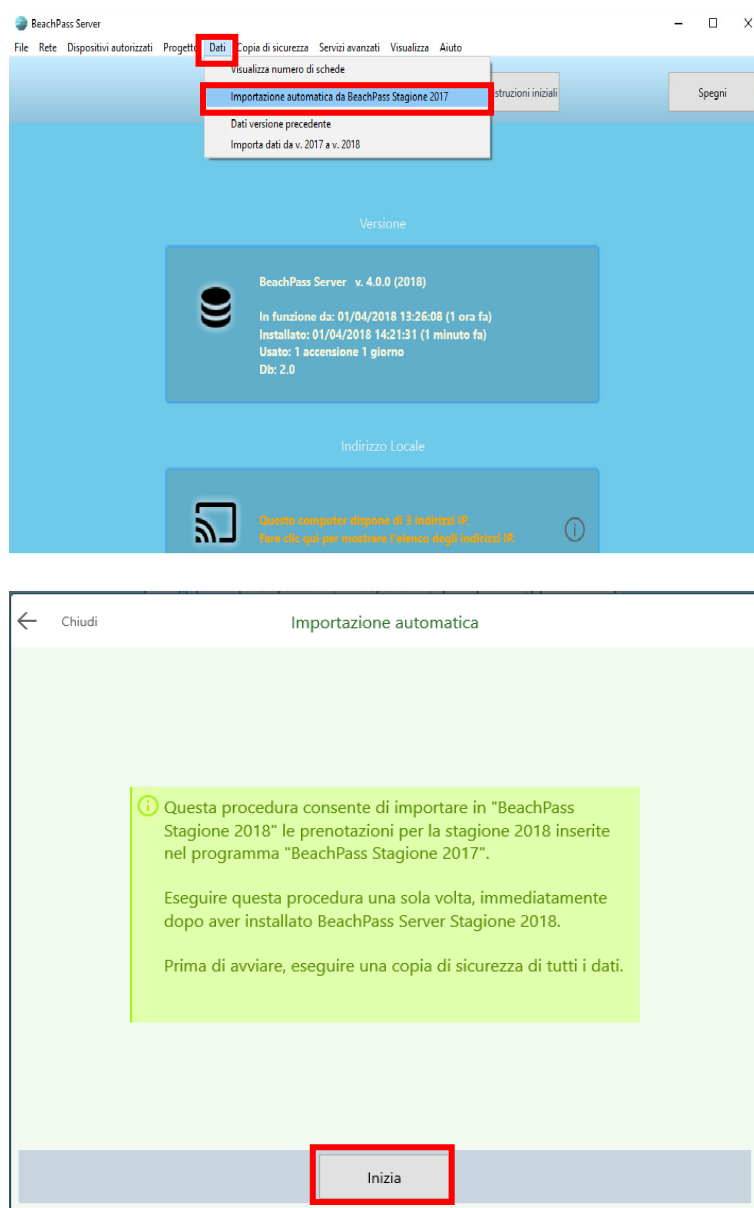 BeachPass Server
File Rete Dispositivi autorizzati Progetto Dati Copia di sicurezza Servizi avanzati Visualizza Aiuto
Visualizza numero di schede
Importazione automatica da BeachPass Stagione 2017
Dati versione precedente
Importa dati da v. 2017 a v. 2018
struzioni iniziali
Spegni
Versione
BeachPass Server v. 4.0.0 (2018)
In funzione da: 01/04/2018 13:26:08 (1 ora fa)
Installato: 01/04/2018 14:21:31 (1 minuto fa)
Usato: 1 accensione 1 giorno
Db: 2.0
Indirizzo Locale
Questo computer dispone di 3 indirizzi IP.
Fare clic qui per mostrare l'elenco degli indirizzi IP.
Chiudi
Importazione automatica
Questa procedura consente di importare in "BeachPass
Stagione 2018" le prenotazioni per la stagione 2018 inserite
nel programma "BeachPass Stagione 2017".
Eseguire questa procedura una sola volta, immediatamente
dopo aver installato BeachPass Server Stagione 2018.
Prima di avviare, eseguire una copia di sicurezza di tutti i dati.
Inizia